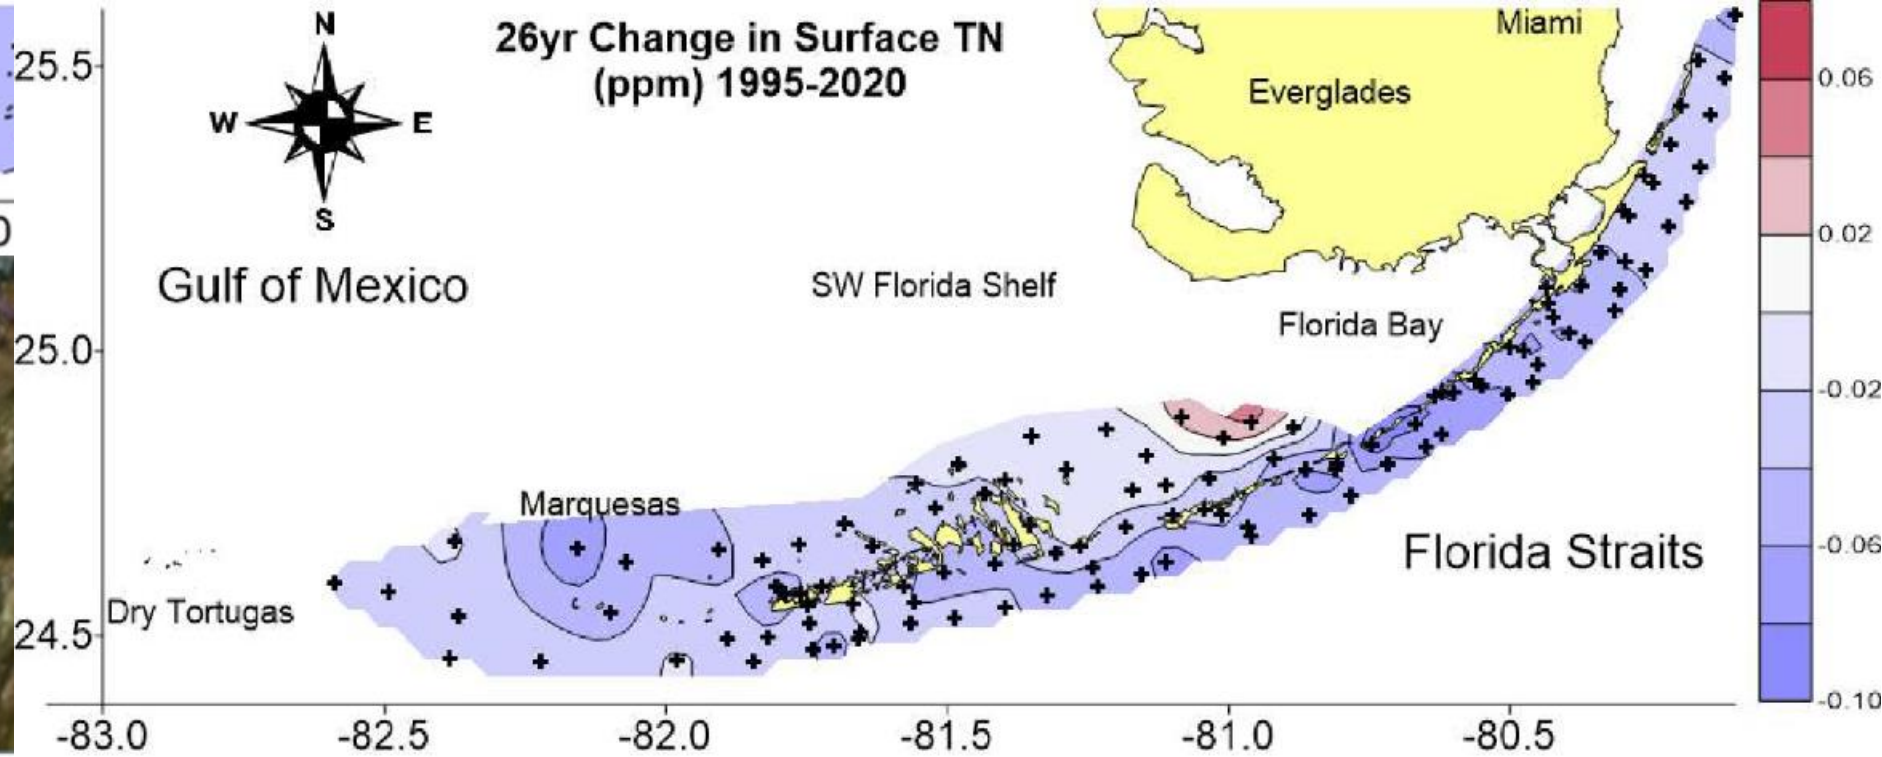 N
W E
S
26yr Change in Surface TN
(ppm) 1995-2020
Miami
Everglades
Gulf of Mexico
SW Florida Shelf
Florida Bay
Marquesas
Florida Straits
Dry Tortugas
25.5
25.0
24.5
-83.0 -82.5 -82.0 -81.5 -81.0 -80.5
0.06
0.02
-0.02
-0.06
-0.10